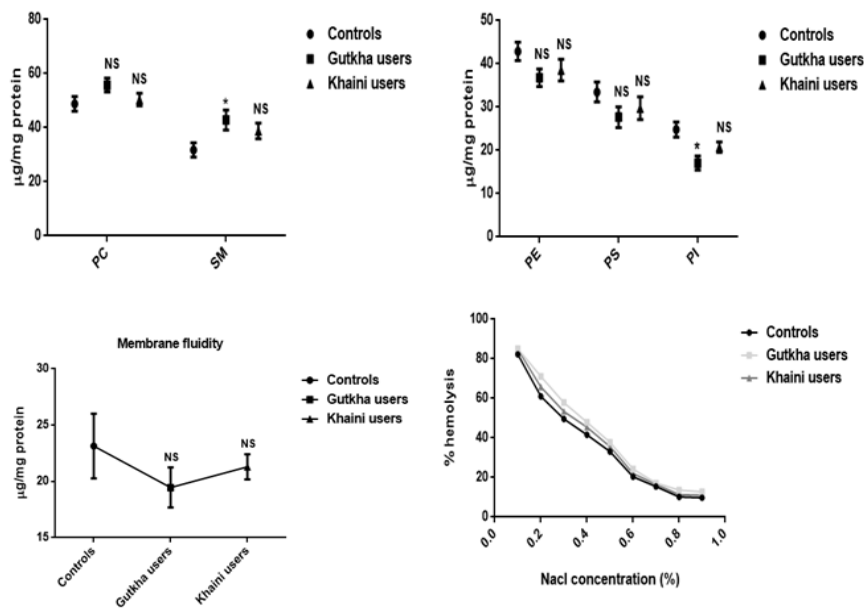 80
60
40
20
0
µg/mg protein
NS
NS
*
NS
PC
SM
Controls
Gutkha users
Khaini users
50
40
30
20
10
0
µg/mg protein
NS
NS
NS
NS
*
NS
PE
PS
PI
Controls
Gutkha users
Khaini users
Membrane fluidity
30
25
20
15
µg/mg protein
NS
NS
Controls
Gutkha users
Khaini users
Controls
Gutkha users
Khaini users
100
80
60
40
20
0
% hemolysis
0.0
0.2
0.4
0.6
0.8
1.0
Nacl concentration (%)
Controls
Gutkha users
Khaini users